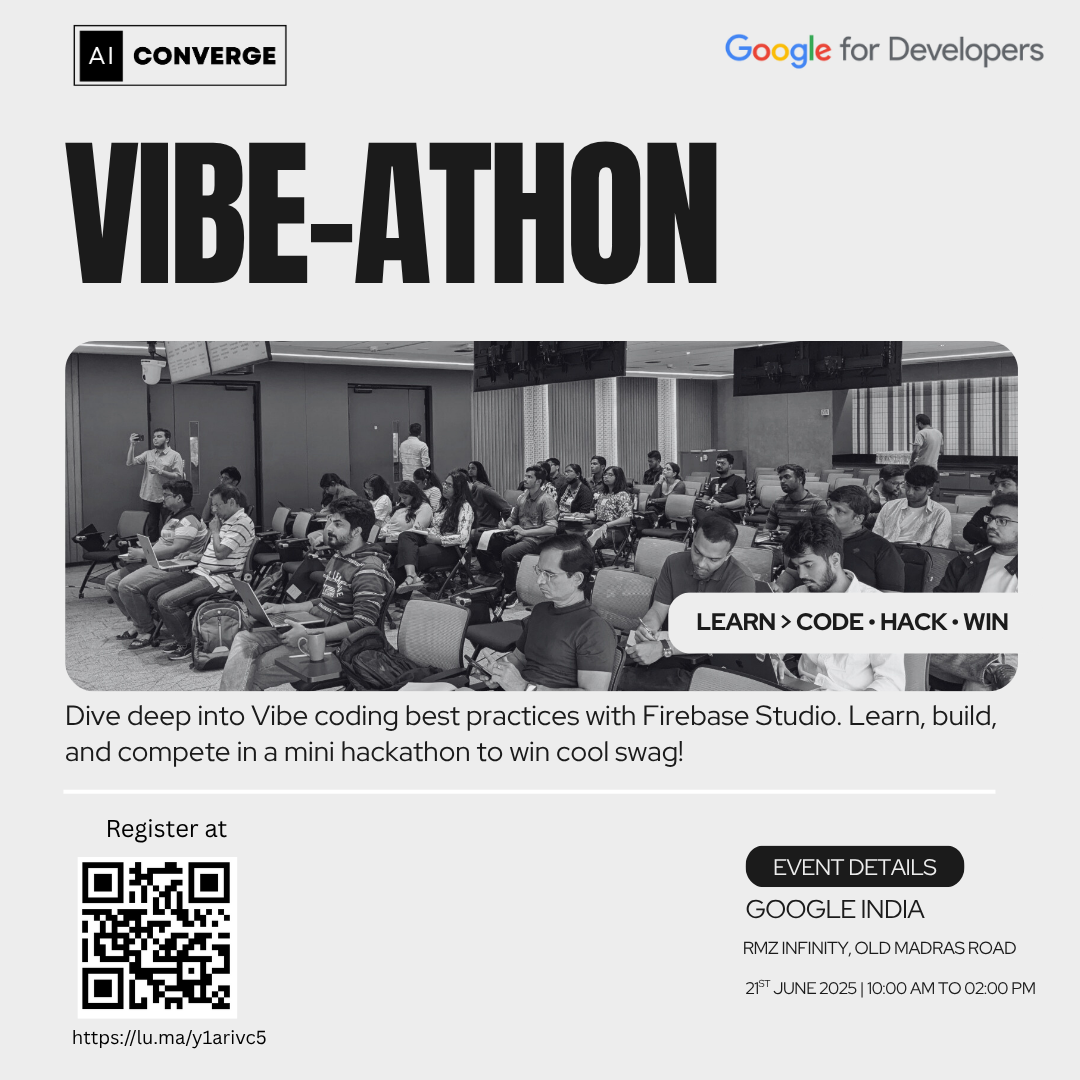 AI CONVERGE
Google for Developers
VIBE-ATHON
LEARN > CODE • HACK • WIN
Dive deep into Vibe coding best practices with Firebase Studio. Learn, build,
and compete in a mini hackathon to win cool swag!
Register at
https://lu.ma/y1arivc5
EVENT DETAILS
GOOGLE INDIA
RMZ INFINITY, OLD MADRAS ROAD
21ST JUNE 2025 | 10:00 AM TO 02:00 PM